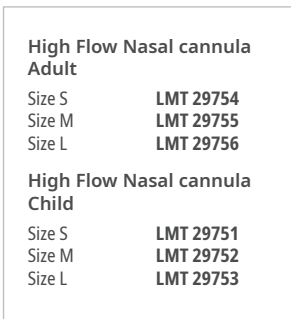 High Flow Nasal cannula
Adult
Size S LMT 29754
Size M LMT 29755
Size L LMT 29756
High Flow Nasal cannula
Child
Size S LMT 29751
Size M LMT 29752
Size L LMT 29753